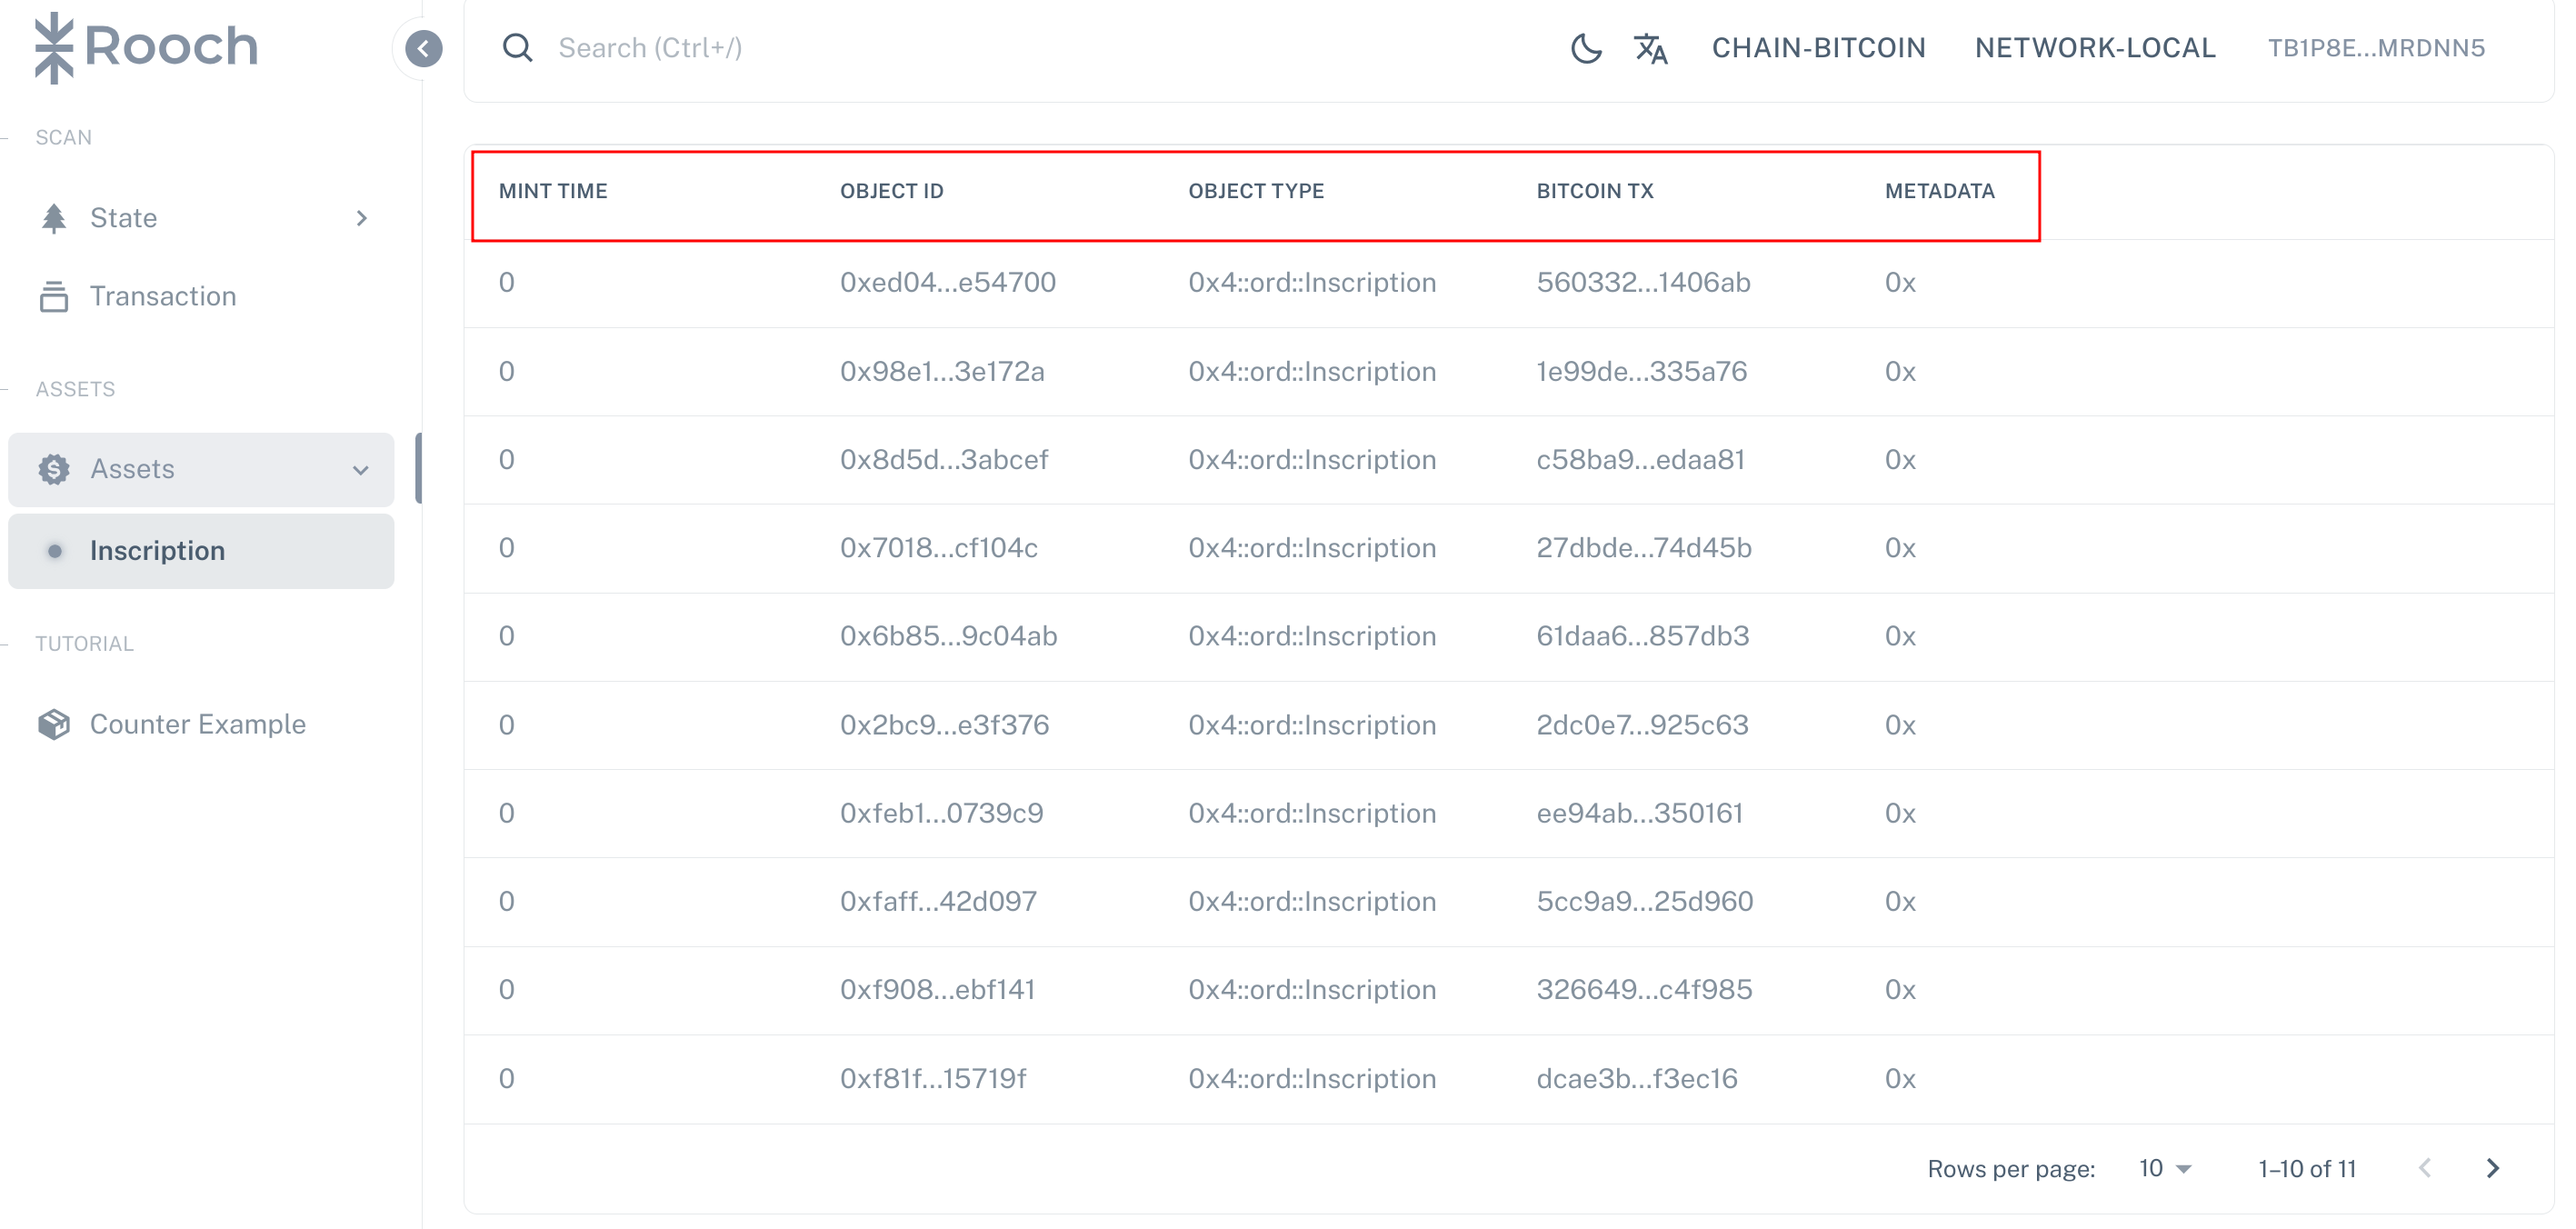 Rooch
Search (Ctrl+/)
CHAIN-BITCOIN
NETWORK-LOCAL
TB1P8E...MRDNN5
SCAN
State
Transaction
ASSETS
Assets
Inscription
TUTORIAL
Counter Example
MINT TIME OBJECT ID OBJECT TYPE BITCOIN TX METADATA
0 0xed04...e54700 0x4::ord::Inscription 560332...1406ab 0x
0 0x98e1...3e172a 0x4::ord::Inscription 1e99de...335a76 0x
0 0x8d5d...3abcef 0x4::ord::Inscription c58ba9...edaa81 0x
0 0x7018...cf104c 0x4::ord::Inscription 27dbde...74d45b 0x
0 0x6b85...9c04ab 0x4::ord::Inscription 61daa6...857db3 0x
0 0x2bc9...e3f376 0x4::ord::Inscription 2dc0e7...925c63 0x
0 0xfeb1...0739c9 0x4::ord::Inscription ee94ab...350161 0x
0 0xfaff...42d097 0x4::ord::Inscription 5cc9a9...25d960 0x
0 0xf908...ebf141 0x4::ord::Inscription 326649...c4f985 0x
0 0xf81f...15719f 0x4::ord::Inscription dcae3b...f3ec16 0x
Rows per page: 10 1–10 of 11